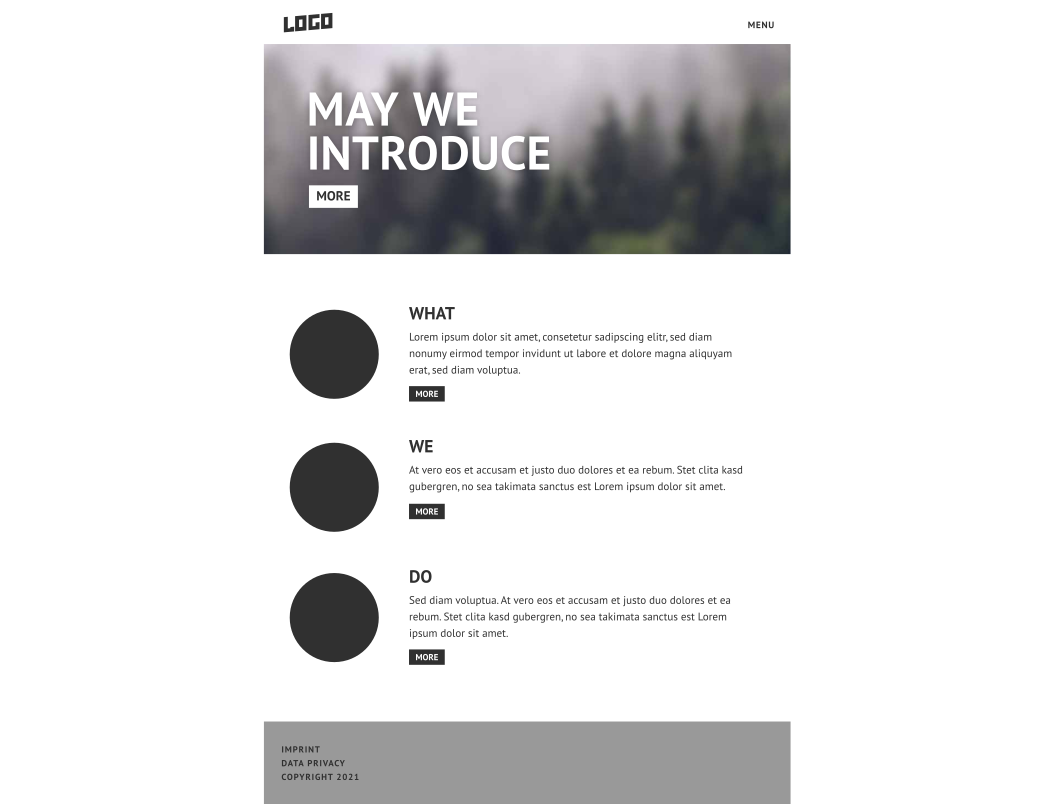 LOGO
MENU
MAY WE
INTRODUCE
MORE
WHAT
Lorem ipsum dolor sit amet, consetetur sadipscing elitr, sed diam
nonumy eirmod tempor invidunt ut labore et dolore magna aliquyam
erat, sed diam voluptua.
MORE
WE
At vero eos et accusam et justo duo dolores et ea rebum. Stet clita kasd
gubergren, no sea takimata sanctus est Lorem ipsum dolor sit amet.
MORE
DO
Sed diam voluptua. At vero eos et accusam et justo duo dolores et ea
rebum. Stet clita kasd gubergren, no sea takimata sanctus est Lorem
ipsum dolor sit amet.
MORE
IMPRINT
DATA PRIVACY
COPYRIGHT 2021